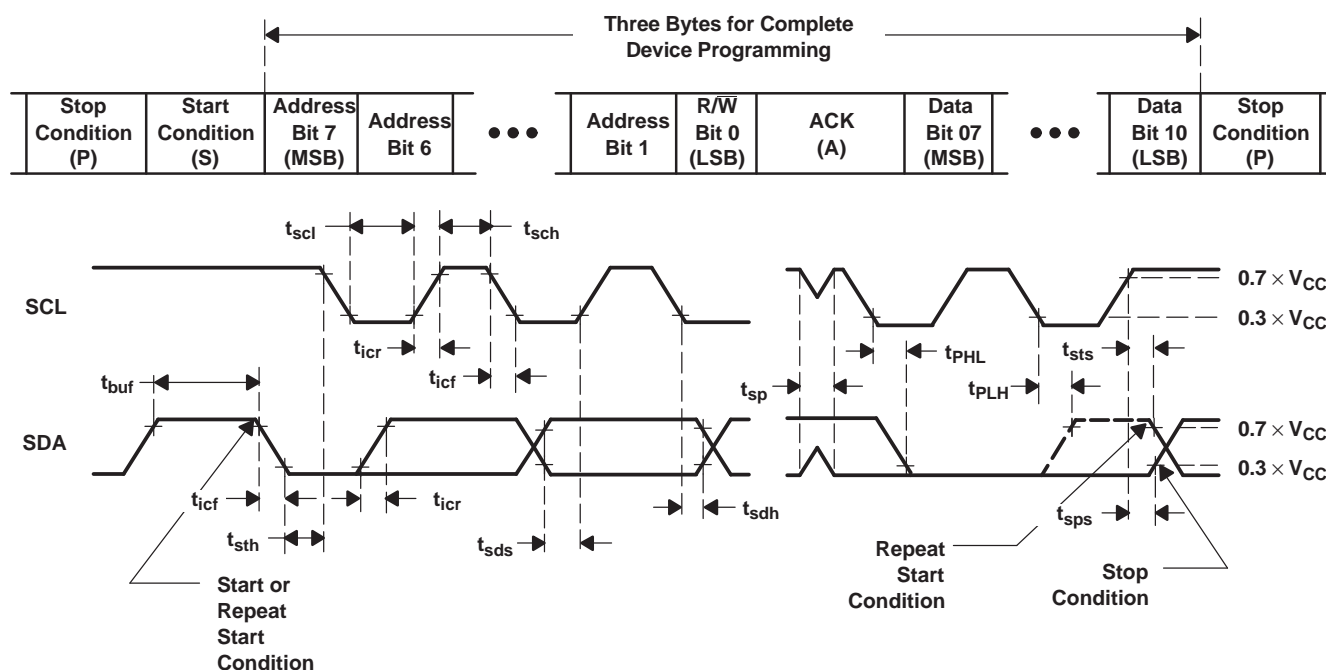 Three Bytes for Complete
Device Programming
Stop
Condition
(P)
Start
Condition
(S)
Address
Bit 7
(MSB)
Address
Bit 6
•••
Address
Bit 1
R/W̅
Bit 0
(LSB)
ACK
(A)
Data
Bit 07
(MSB)
•••
Data
Bit 10
(LSB)
Stop
Condition
(P)
tscl
tsch
SCL
0.7 × VCC
0.3 × VCC
ticr
ticf
tbuf
tsp
tPHL
tPLH
tsts
SDA
0.7 × VCC
0.3 × VCC
ticf
ticr
tsth
tsds
tsdh
tsps
Start or
Repeat
Start
Condition
Repeat
Start
Condition
Stop
Condition